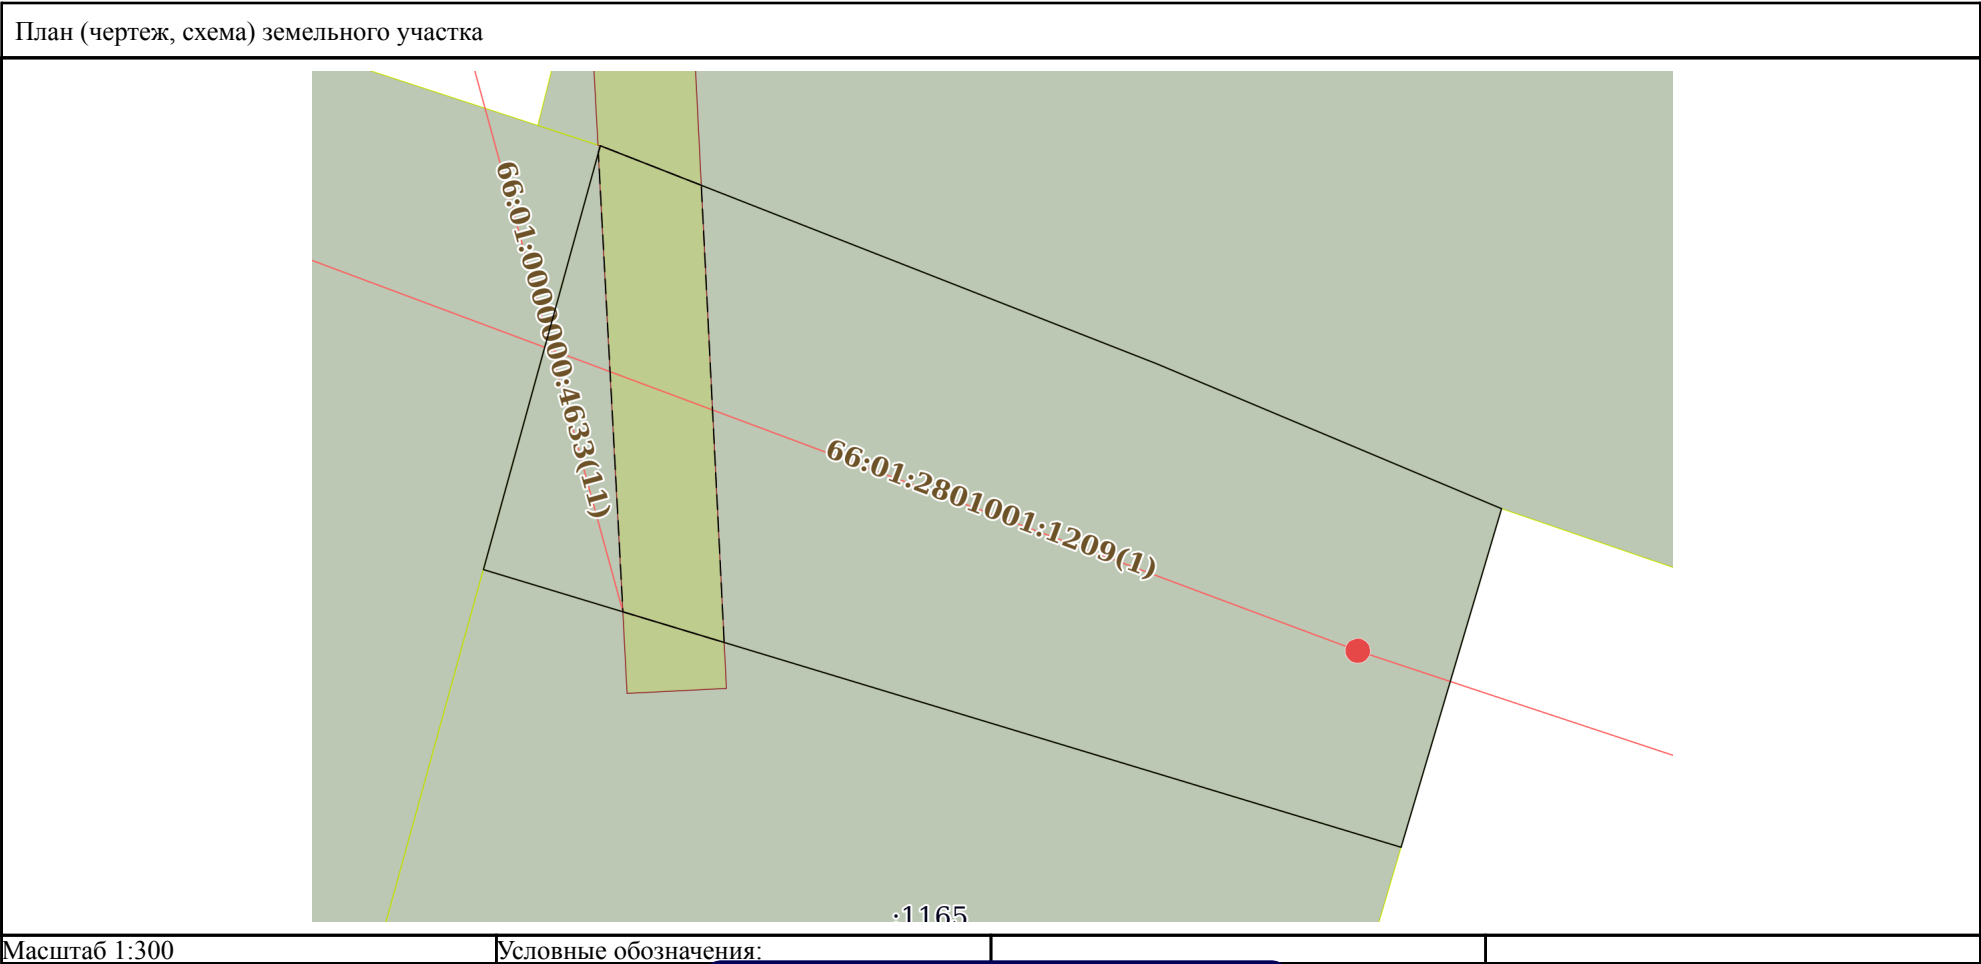 План (чертеж, схема) земельного участка
66:01:0000000:4633(11)
66:01:2801001:1209(1)
:1165
Масштаб 1:300
Условные обозначения: